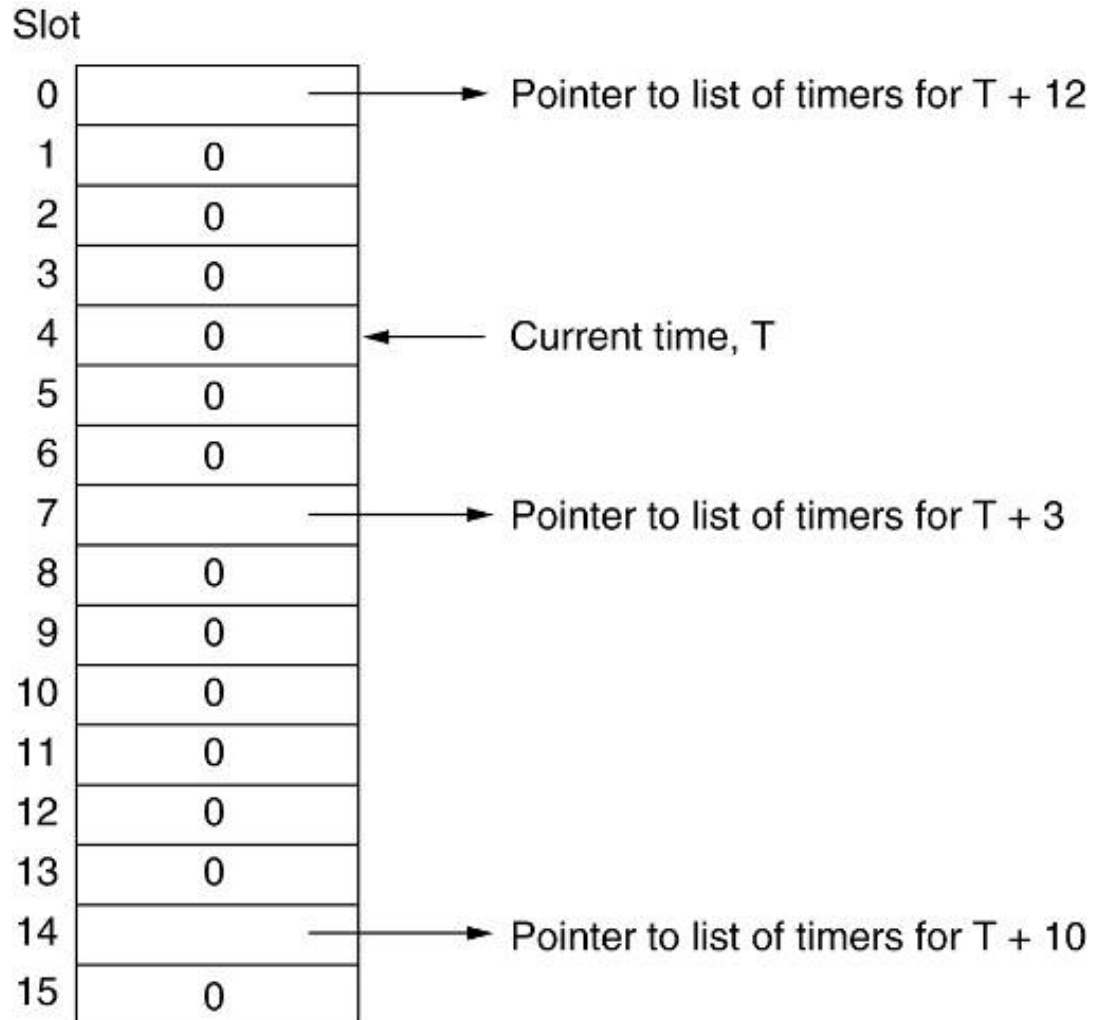 Slot
0 Pointer to list of timers for T + 12
1 0
2 0
3 0
4 0 Current time, T
5 0
6 0
7 Pointer to list of timers for T + 3
8 0
9 0
10 0
11 0
12 0
13 0
14 Pointer to list of timers for T + 10
15 0